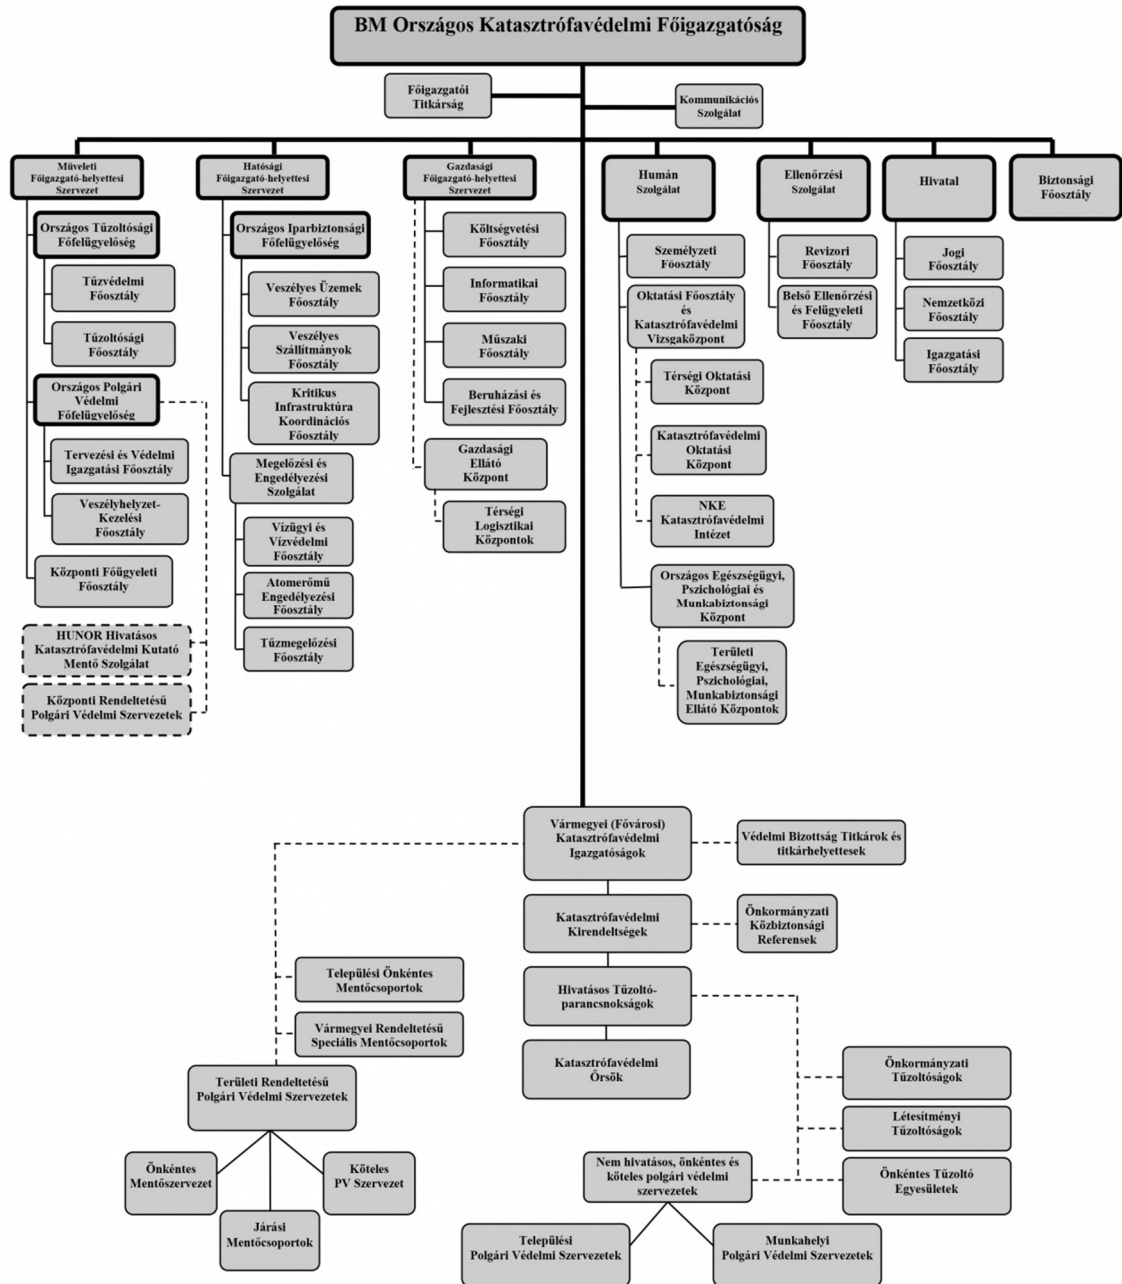 BM Országos Katasztrófavédelmi Főigazgatóság
Főigazgatói
Titkárság
Kommunikációs
Szolgálat
Műveleti
Főigazgató-helyettesi
Szervezet
Országos Tűzoltósági
Főfelügyelőség
Tűzvédelmi
Főosztály
Tűzoltósági
Főosztály
Országos Polgári
Védelmi
Főfelügyelőség
Tervezési és Védelmi
Igazgatási Főosztály
Veszélyhelyzet-
Kezelési
Főosztály
Központi Főügyeleti
Főosztály
HUNOR Hivatásos
Katasztrófavédelmi Kutató
Mentő Szolgálat
Központi Rendeltetésű
Polgári Védelmi Szervezetek
Hatósági
Főigazgató-helyettesi
Szervezet
Országos Iparbiztonsági
Főfelügyelőség
Veszélyes Üzemek
Főosztály
Veszélyes
Szállítmányok
Főosztály
Kritikus
Infrastruktúra
Koordinációs
Főosztály
Megelőzési és
Engedélyezési
Szolgálat
Vízügyi és
Vízvédelmi
Főosztály
Atomerőmű
Engedélyezési
Főosztály
Tűzmegelőzési
Főosztály
Gazdasági
Főigazgató-helyettesi
Szervezet
Költségvetési
Főosztály
Informatikai
Főosztály
Műszaki
Főosztály
Beruházási és
Fejlesztési Főosztály
Gazdasági
Ellátó
Központ
Térségi
Logisztikai
Központok
Humán
Szolgálat
Személyzeti
Főosztály
Oktatási Főosztály
és
Katasztrófavédelmi
Vizsgaközpont
Térségi Oktatási
Központ
Katasztrófavédelmi
Oktatási
Központ
NKE
Katasztrófavédelmi
Intézet
Országos Egészségügyi,
Pszichológiai és
Munkabiztonsági
Központ
Területi
Egészségügyi,
Pszichológiai,
Munkabiztonsági
Ellátó Központok
Ellenőrzési
Szolgálat
Revizori
Főosztály
Belső Ellenőrzési
és Felügyeleti
Főosztály
Hivatal
Jogi
Főosztály
Nemzetközi
Főosztály
Igazgatási
Főosztály
Biztonsági
Főosztály
Vármegyei (Fővárosi)
Katasztrófavédelmi
Igazgatóságok
Védelmi Bizottság Titkárok és
titkárhelyettesek
Katasztrófavédelmi
Kirendeltségek
Önkormányzati
Közbiztonsági
Referensek
Hivatásos Tűzoltó-
parancsnokságok
Katasztrófavédelmi
Őrsök
Települési Önkéntes
Mentőcsoportok
Vármegyei Rendeltetésű
Speciális Mentőcsoportok
Területi Rendeltetésű
Polgári Védelmi Szervezetek
Önkéntes
Mentőszervezet
Járási
Mentőcsoportok
Köteles
PV Szervezet
Önkormányzati
Tűzoltóságok
Létesítményi
Tűzoltóságok
Önkéntes Tűzoltó
Egyesületek
Nem hivatásos, önkéntes és
köteles polgári védelmi
szervezetek
Települési
Polgári Védelmi Szervezetek
Munkahelyi
Polgári Védelmi Szervezetek